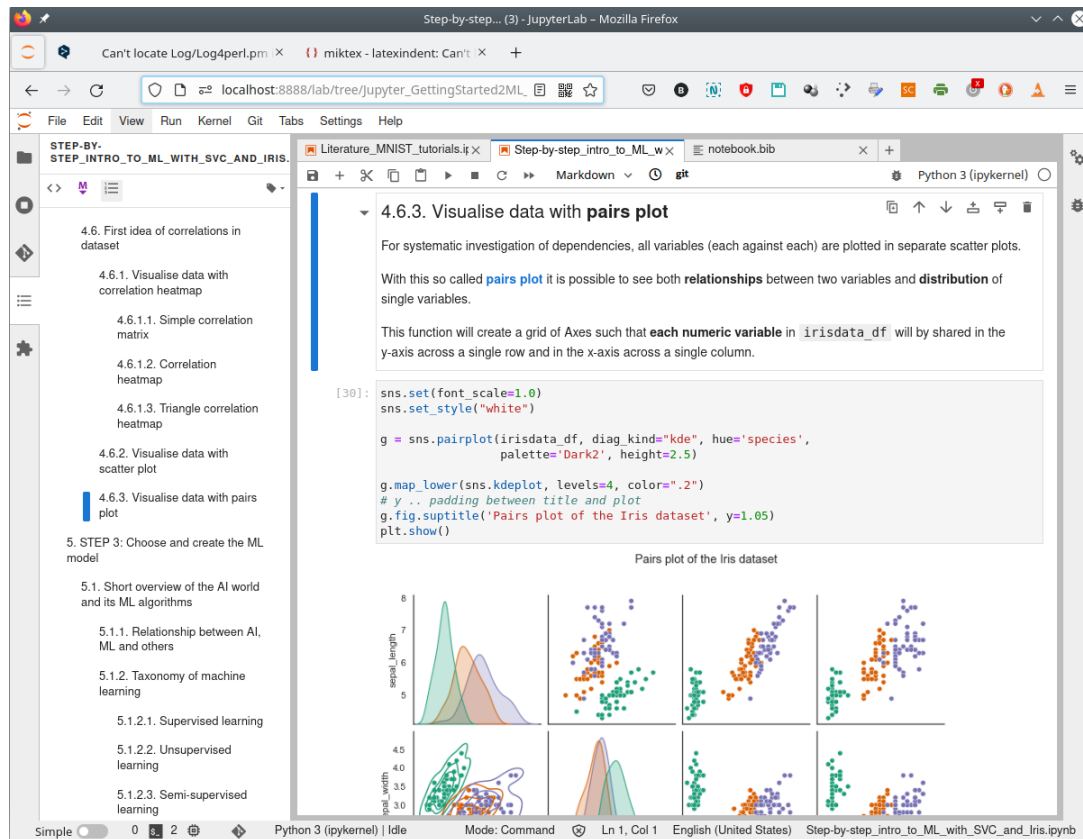 Step-by-step... (3) - JupyterLab – Mozilla Firefox
Can't locate Log/Log4perl.pm
miktex - latexindent: Can't l
localhost:8888/lab/tree/Jupyter_GettingStarted2ML_
File Edit View Run Kernel Git Tabs Settings Help
STEP-BY-
STEP_INTRO_TO_ML_WITH_SVC_AND_IRIS.
4.6. First idea of correlations in
dataset
4.6.1. Visualise data with
correlation heatmap
4.6.1.1. Simple correlation
matrix
4.6.1.2. Correlation
heatmap
4.6.1.3. Triangle correlation
heatmap
4.6.2. Visualise data with
scatter plot
4.6.3. Visualise data with pairs
plot
5. STEP 3: Choose and create the ML
model
5.1. Short overview of the AI world
and its ML algorithms
5.1.1. Relationship between AI,
ML and others
5.1.2. Taxonomy of machine
learning
5.1.2.1. Supervised learning
5.1.2.2. Unsupervised
learning
5.1.2.3. Semi-supervised
learning
Literature_MNIST_tutorials.ip
Step-by-step_intro_to_ML_w
notebook.bib
Markdown
git
Python 3 (ipykernel)
4.6.3. Visualise data with pairs plot
For systematic investigation of dependencies, all variables (each against each) are plotted in separate scatter plots.
With this so called pairs plot it is possible to see both relationships between two variables and distribution of
single variables.
This function will create a grid of Axes such that each numeric variable in irisdata_df will by shared in the
y-axis across a single row and in the x-axis across a single column.
[30]:
sns.set(font_scale=1.0)
sns.set_style("white")
g = sns.pairplot(irisdata_df, diag_kind="kde", hue='species',
palette='Dark2', height=2.5)
g.map_lower(sns.kdeplot, levels=4, color=".2")
# y .. padding between title and plot
g.fig.suptitle('Pairs plot of the Iris dataset', y=1.05)
plt.show()
Pairs plot of the Iris dataset
8
7
6
5
sepal_length
4.5
4.0
3.5
3.0
pal_width
Simple 0 2 Python 3 (ipykernel) | Idle Mode: Command Ln 1, Col 1 English (United States) Step-by-step_intro_to_ML_with_SVC_and_Iris.ipynb